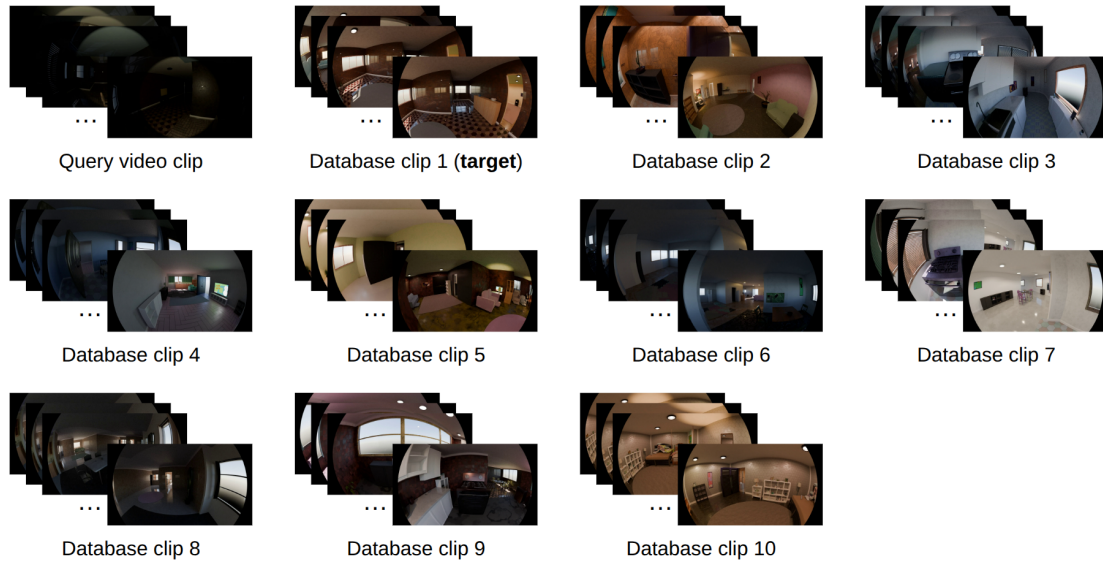 ... ... ...
Query video clip Database clip 1 (target) Database clip 2 Database clip 3
... ... ... ...
Database clip 4 Database clip 5 Database clip 6 Database clip 7
... ... ...
Database clip 8 Database clip 9 Database clip 10